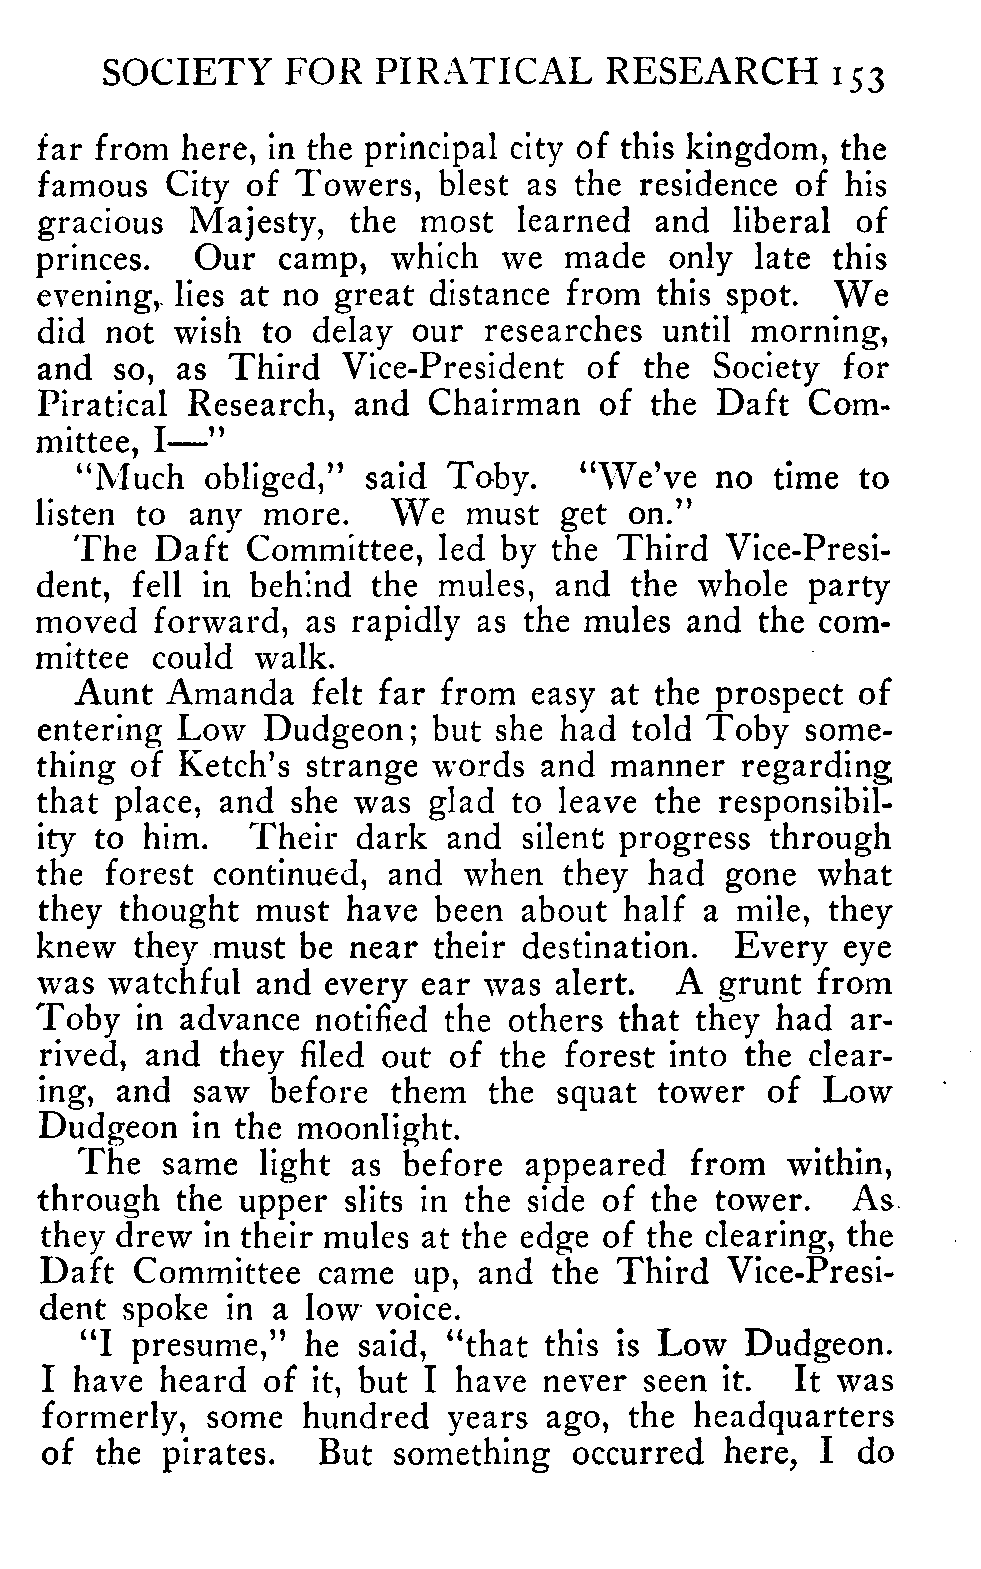 SOCIETY FOR PIRATICAL RESEARCH 153
far from here, in the principal city of this kingdom, the
famous City of Towers, blest as the residence of his
gracious Majesty, the most learned and liberal of
princes. Our camp, which we made only late this
evening, lies at no great distance from this spot. We
did not wish to delay our researches until morning,
and so, as Third Vice-President of the Society for
Piratical Research, and Chairman of the Daft Com-
mittee, I—"
"Much obliged," said Toby. "We've no time to
listen to any more. We must get on."
The Daft Committee, led by the Third Vice-Presi-
dent, fell in behind the mules, and the whole party
moved forward, as rapidly as the mules and the com-
mittee could walk.
Aunt Amanda felt far from easy at the prospect of
entering Low Dudgeon; but she had told Toby some-
thing of Ketch's strange words and manner regarding
that place, and she was glad to leave the responsibil-
ity to him. Their dark and silent progress through
the forest continued, and when they had gone what
they thought must have been about half a mile, they
knew they must be near their destination. Every eye
was watchful and every ear was alert. A grunt from
Toby in advance notified the others that they had ar-
rived, and they filed out of the forest into the clear-
ing, and saw before them the squat tower of Low
Dudgeon in the moonlight.
The same light as before appeared from within,
through the upper slits in the side of the tower. As
they drew in their mules at the edge of the clearing, the
Daft Committee came up, and the Third Vice-Presi-
dent spoke in a low voice.
"I presume," he said, "that this is Low Dudgeon.
I have heard of it, but I have never seen it. It was
formerly, some hundred years ago, the headquarters
of the pirates. But something occurred here, I do